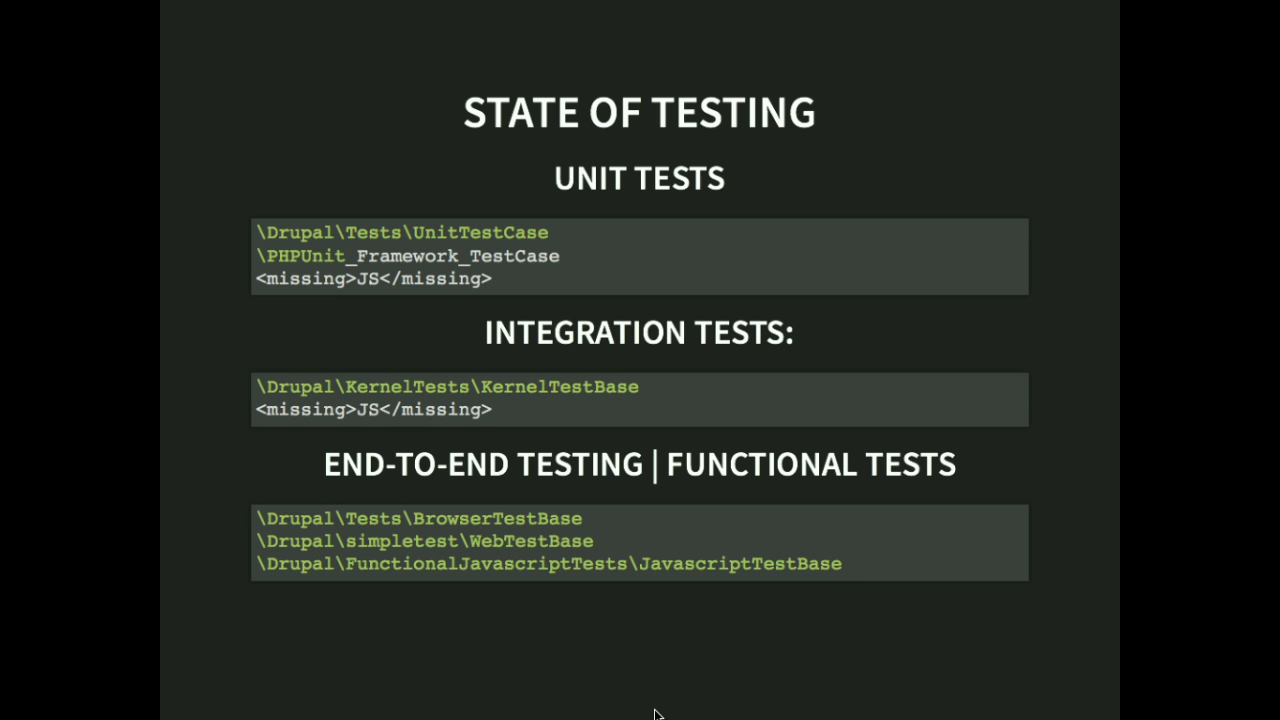 STATE OF TESTING
UNIT TESTS
\Drupal\Tests\UnitTestCase
\PHPUnit_Framework_TestCase
<missing>JS</missing>
INTEGRATION TESTS:
\Drupal\KernelTests\KernelTestBase
<missing>JS</missing>
END-TO-END TESTING | FUNCTIONAL TESTS
\Drupal\Tests\BrowserTestBase
\Drupal\simpletest\WebTestBase
\Drupal\FunctionalJavascriptTests\JavascriptTestBase